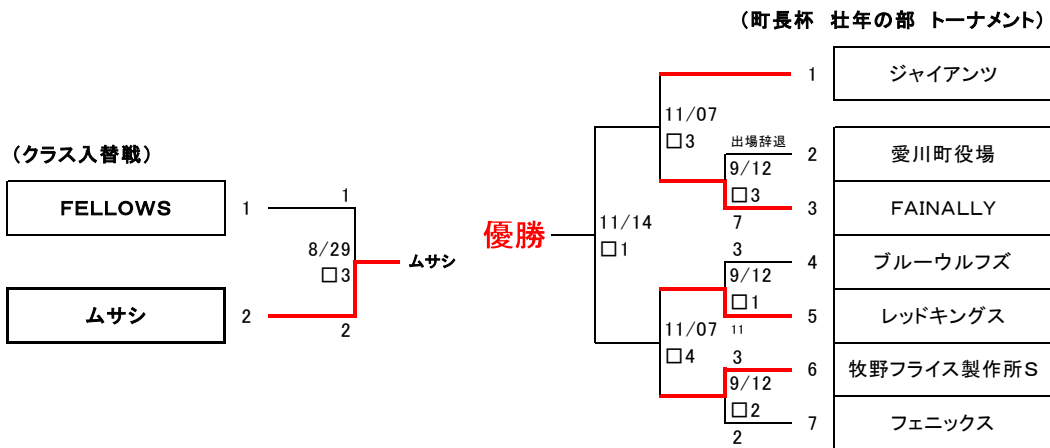 （町長杯 壮年の部 トーナメント）
1 ジャイアンツ
11/07
□3
（クラス入替戦）
出場辞退
2 愛川町役場
9/12
□3
FELLOWS 1
1
3 FAINALLY
7
優勝
11/14
□1
8/29
□3
ムサシ
3
4 ブルーウルフズ
9/12
□1
ムサシ 2
2
5 レッドキングス
11
11/07
□4
3
6 牧野フライス製作所S
9/12
□2
7 フェニックス
2